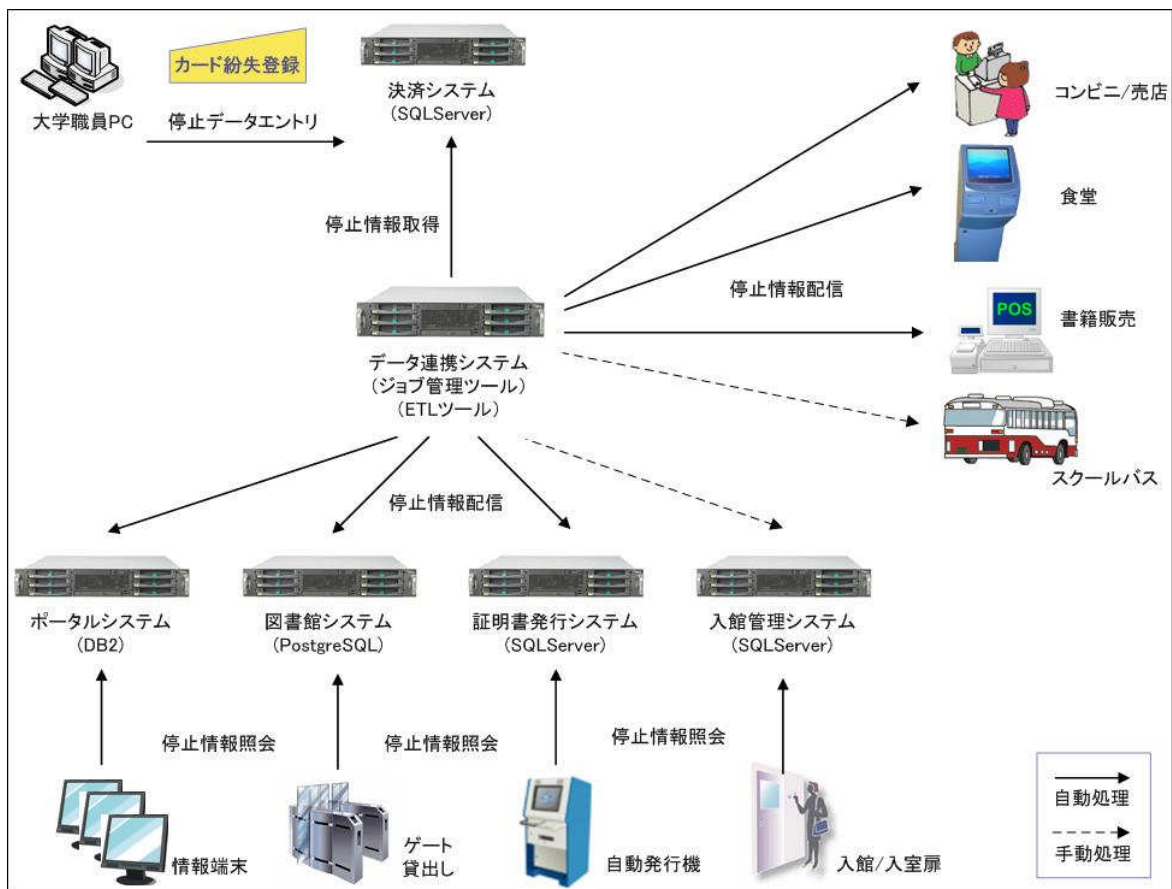 カード紛失登録
大学職員PC
停止データエントリ
決済システム
(SQLServer)
コンビニ/売店
食堂
停止情報取得
停止情報配信
POS
書籍販売
データ連携システム
(ジョブ管理ツール)
(ETLツール)
スクールバス
停止情報配信
ポータルシステム
(DB2)
図書館システム
(PostgreSQL)
証明書発行システム
(SQLServer)
入館管理システム
(SQLServer)
停止情報照会
停止情報照会
停止情報照会
情報端末
ゲート
貸出し
自動発行機
入館/入室扉
自動処理
手動処理